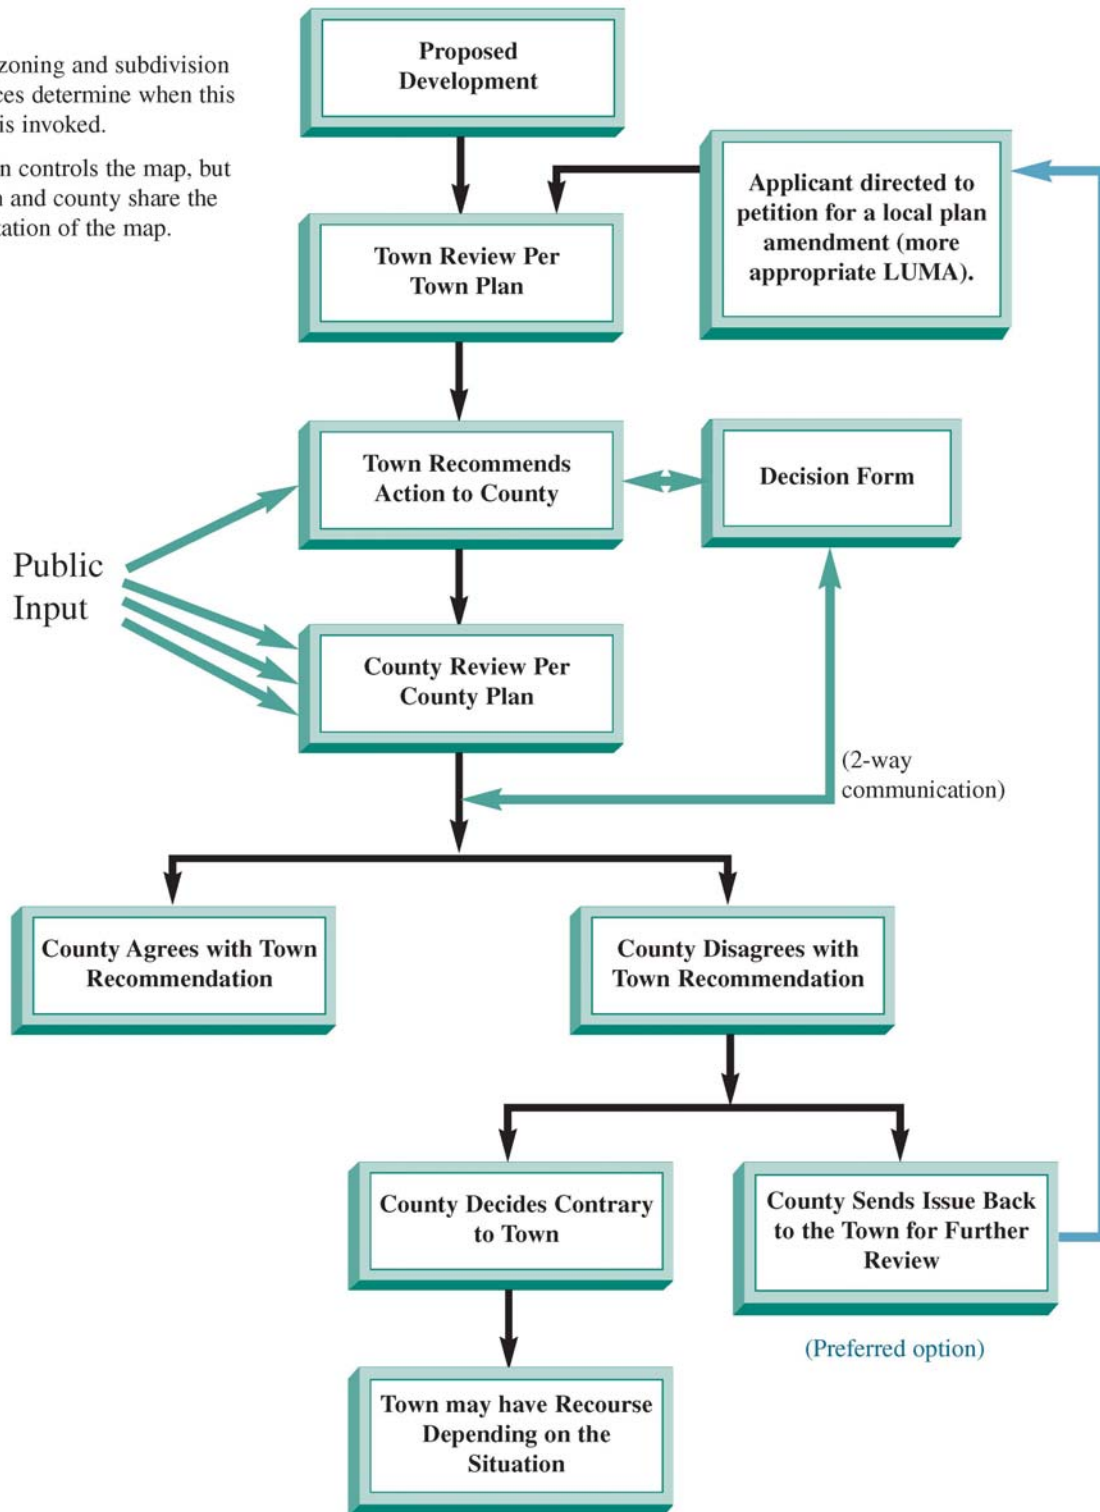 Proposed
Development
zoning and subdivision
determine when this
is invoked.
controls the map, but
and county share the
of the map.
Applicant directed to
petition for a local plan
amendment (more
appropriate LUMA).
Town Review Per
Town Plan
Town Recommends
Action to County
Decision Form
Public
Input
County Review Per
County Plan
(2-way
communication)
County Agrees with Town
Recommendation
County Disagrees with
Town Recommendation
County Decides Contrary
to Town
County Sends Issue Back
to the Town for Further
Review
(Preferred option)
Town may have Recourse
Depending on the
Situation